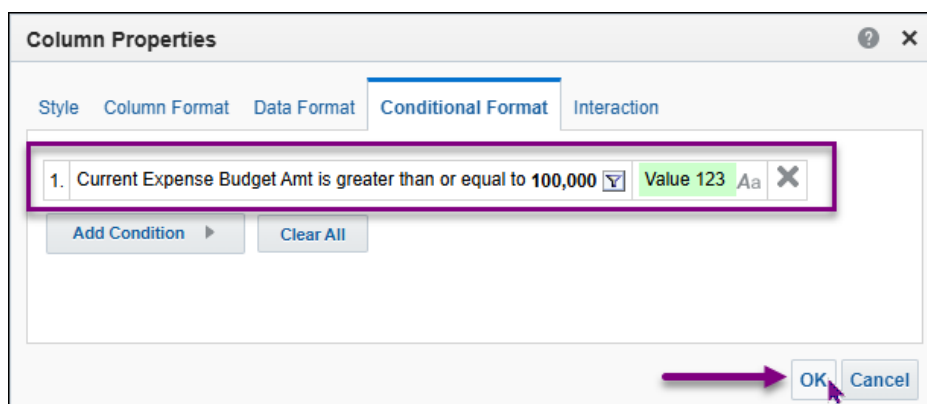 Column Properties
Style Column Format Data Format Conditional Format Interaction
1. Current Expense Budget Amt is greater than or equal to 100,000 Value 123 Aa
Add Condition Clear All
OK Cancel